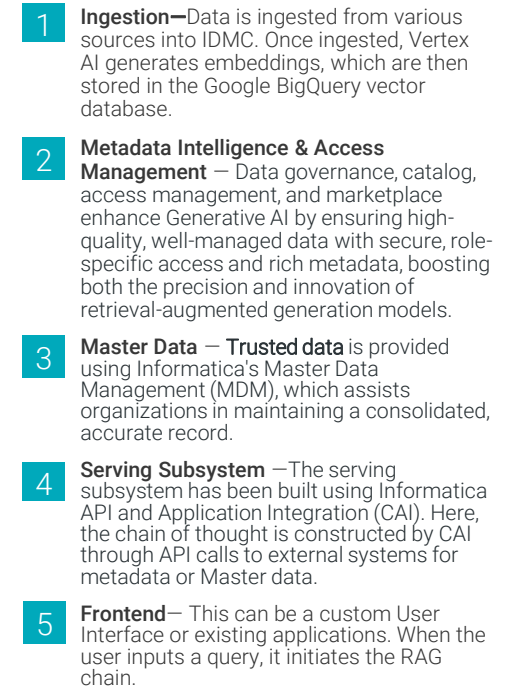 1
Ingestion—Data is ingested from various
sources into IDMC. Once ingested, Vertex
AI generates embeddings, which are then
stored in the Google BigQuery vector
database.
2
Metadata Intelligence & Access
Management — Data governance, catalog,
access management, and marketplace
enhance Generative AI by ensuring high-
quality, well-managed data with secure, role-
specific access and rich metadata, boosting
both the precision and innovation of
retrieval-augmented generation models.
3
Master Data — Trusted data is provided
using Informatica's Master Data
Management (MDM), which assists
organizations in maintaining a consolidated,
accurate record.
4
Serving Subsystem —The serving
subsystem has been built using Informatica
API and Application Integration (CAI). Here,
the chain of thought is constructed by CAI
through API calls to external systems for
metadata or Master data.
5
Frontend— This can be a custom User
Interface or existing applications. When the
user inputs a query, it initiates the RAG
chain.